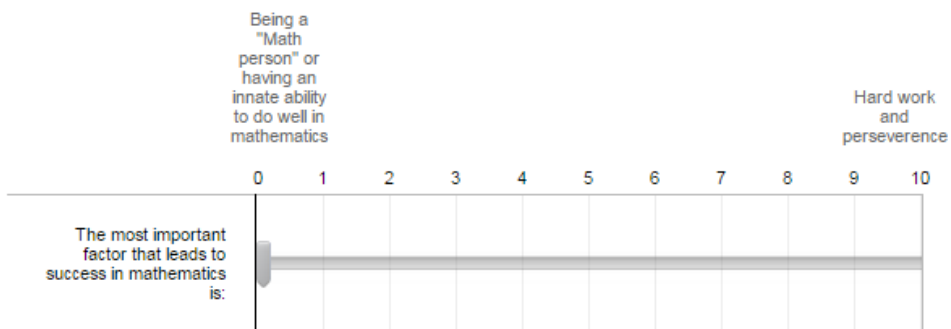 Being a
"Math
person" or
having an
innate ability
to do well in
mathematics
Hard work
and
perseverence
0 1 2 3 4 5 6 7 8 9 10
The most important
factor that leads to
success in mathematics
is: